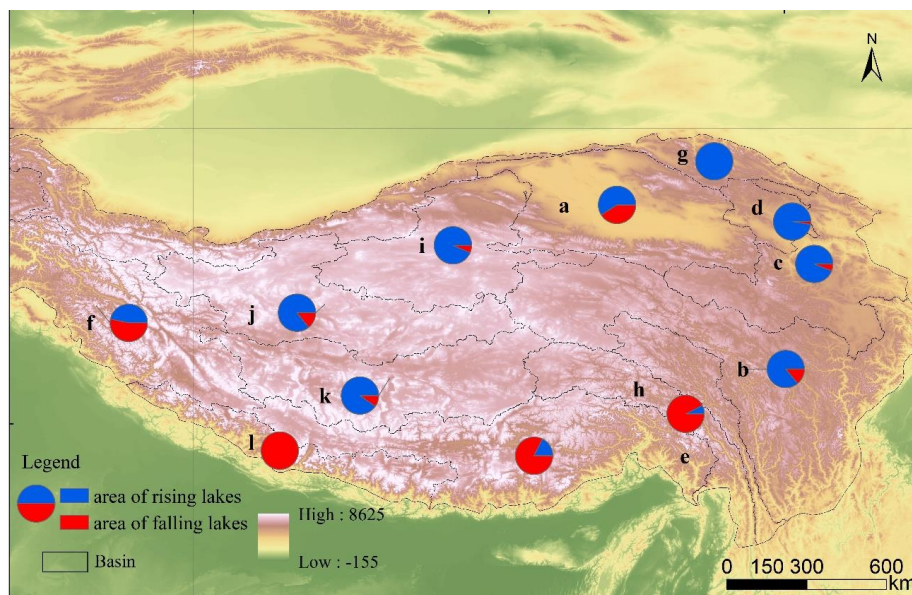 N
g
a
d
i
c
j
f
b
k
h
l
e
Legend
area of rising lakes
area of falling lakes
High : 8625
Low : -155
Basin
0 150 300 600
km